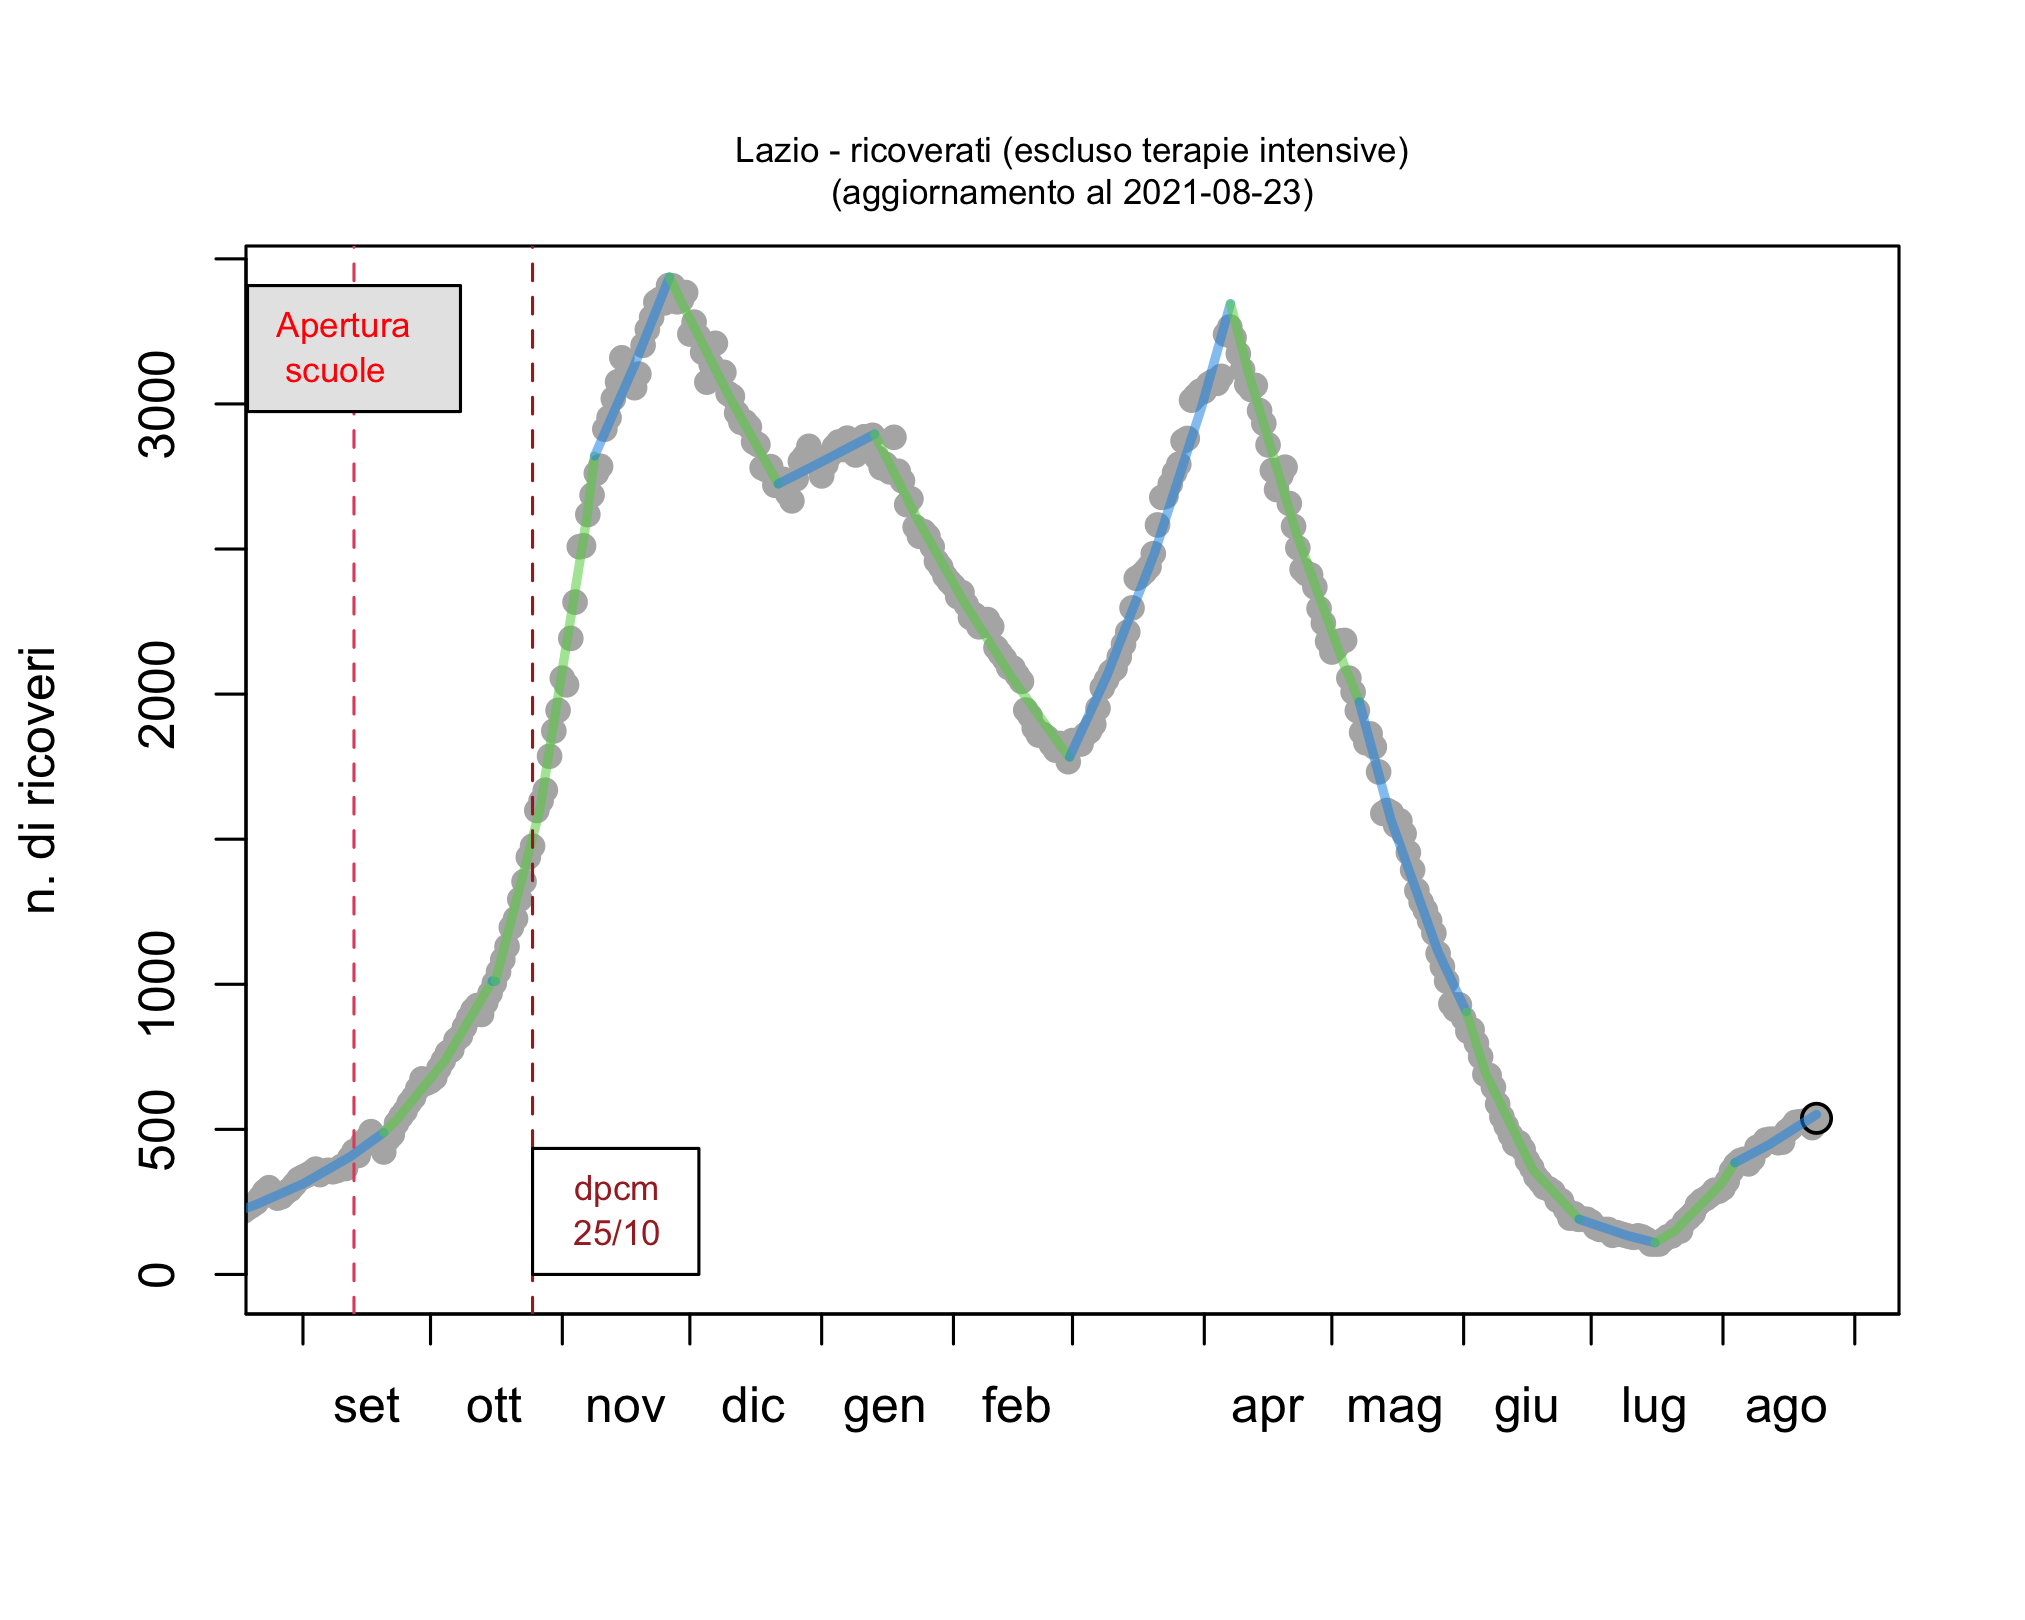 Lazio - ricoverati (escluso terapie intensive)
(aggiornamento al 2021-08-23)
Apertura
scuole
n. di ricoveri
3000
2000
1000
500
0
dpcm
25/10
set ott nov dic gen feb apr mag giu lug ago